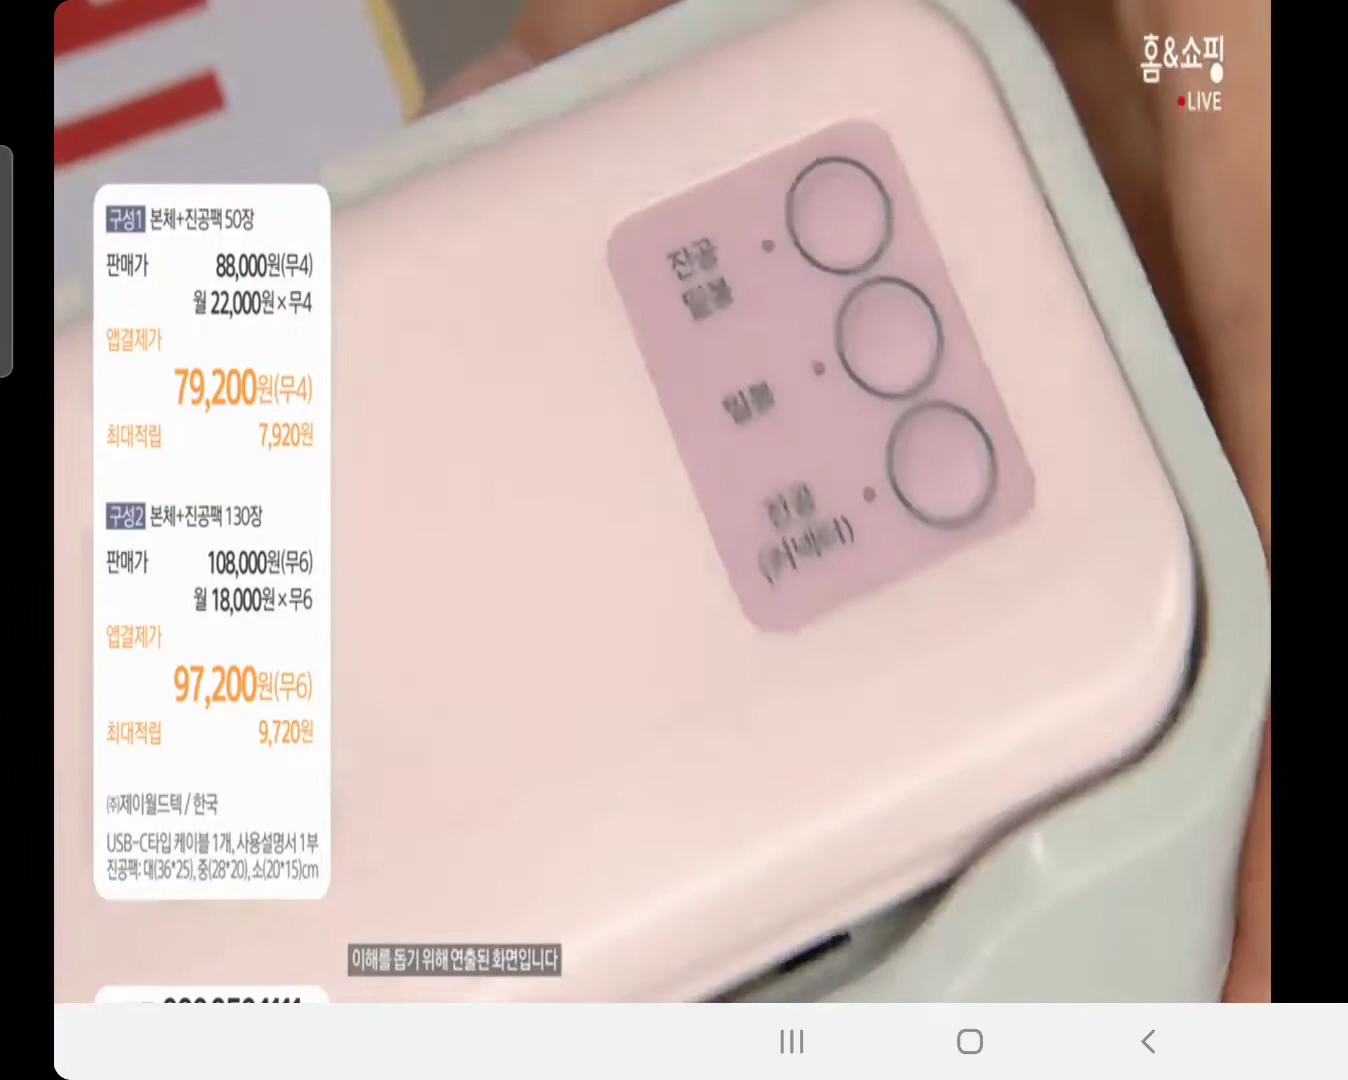 홈&쇼핑
LIVE
구성1 본체+진공팩 50장
판매가 88,000원(무4)
월 22,000원×무4
앱결제가
79,200원(무4)
최대적립 7,920원
구성2 본체+진공팩 130장
판매가 108,000원(무6)
월 18,000원×무6
앱결제가
97,200원(무6)
최대적립 9,720원
㈜제이월드텍 / 한국
USB-C타입 케이블 1개, 사용설명서 1부
진공팩: 대(36*25), 중(28*20), 소(20*15)cm
진공
밀봉
밀봉
진공
(커넥터)
이해를 돕기 위해 연출된 화면입니다